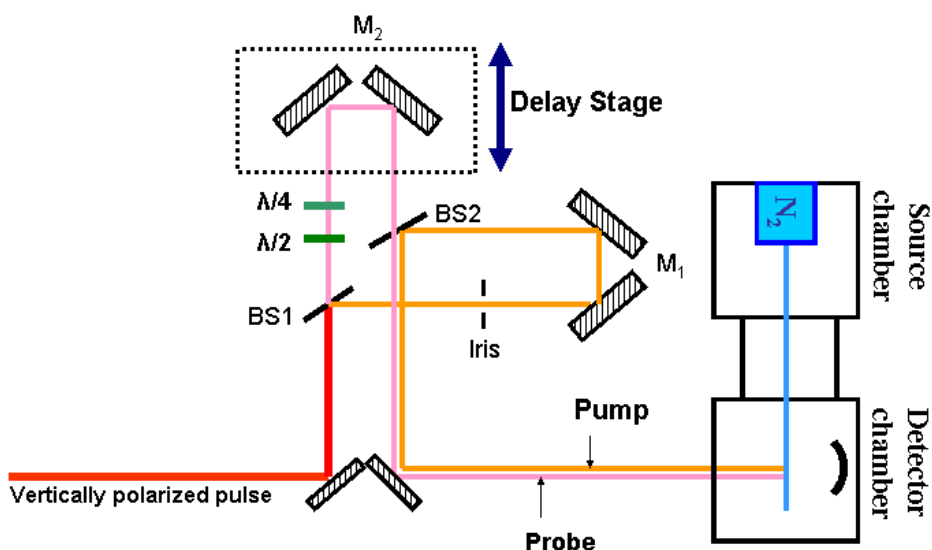 M₂
Delay Stage
λ/4
λ/2
BS2
BS1
Iris
M₁
N₂
Source
chamber
Pump
Detector
chamber
Vertically polarized pulse
Probe